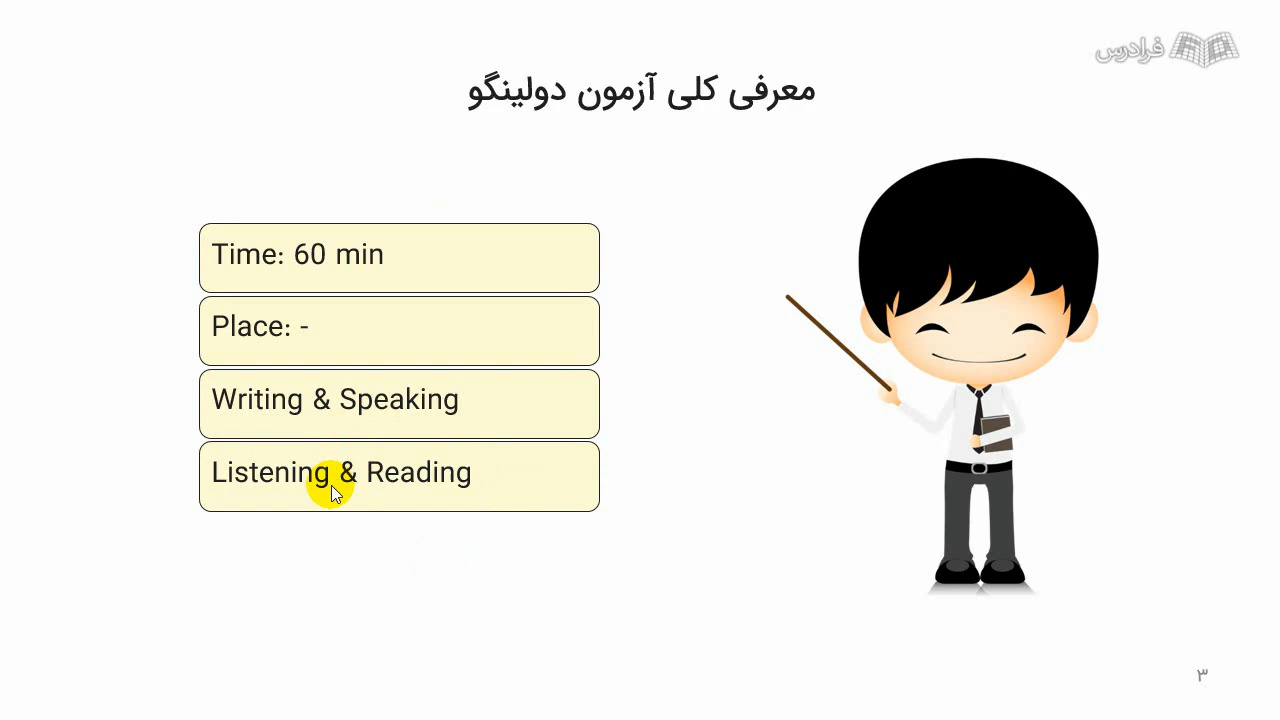 فرادرس
معرفی کلی آزمون دولینگو
Time: 60 min
Place: -
Writing & Speaking
Listening & Reading
۳